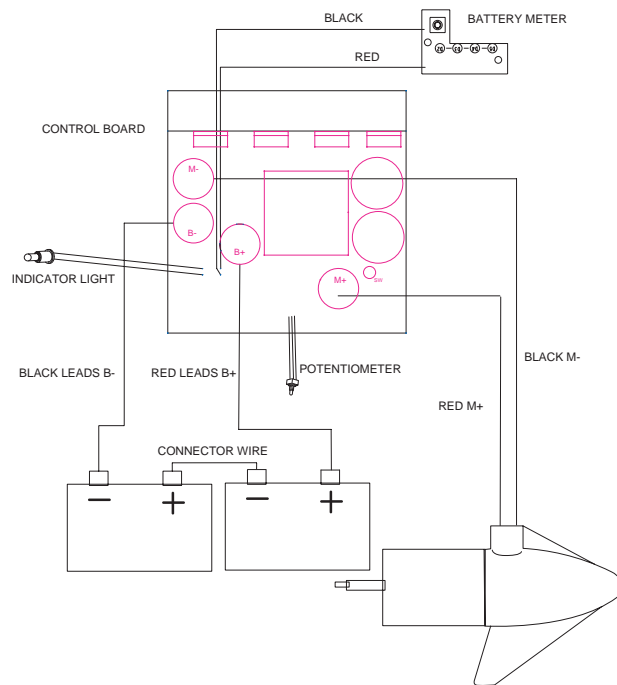 BLACK
BATTERY METER
RED
CONTROL BOARD
M-
B-
B+
M+
SW
INDICATOR LIGHT
BLACK LEADS B-
RED LEADS B+
POTENTIOMETER
BLACK M-
RED M+
CONNECTOR WIRE
− + − +